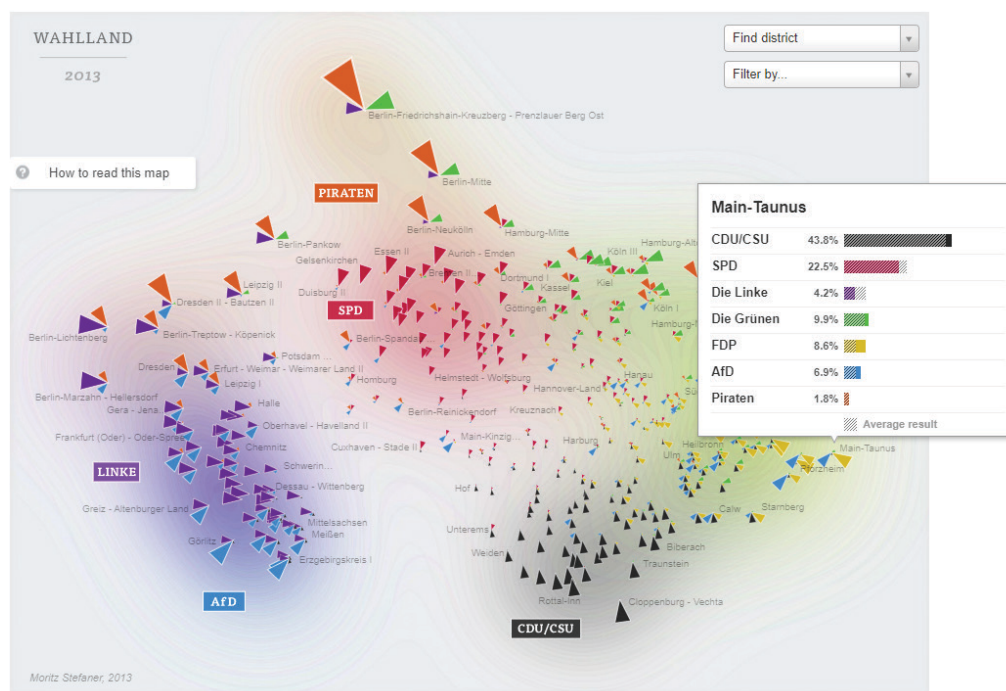 WAHLLAND
2013
Find district
Filter by...
How to read this map
Berlin-Friedrichshain-Kreuzberg - Prenzlauer Berg Ost
Berlin-Mitte
PIRATEN
Berlin-Neuköln
Hamburg-Mitte
Berlin-Pankow
Essen II
Aurich - Emden
Köln III
Hamburg-Alto
Gelsenkirchen
Bremen II...
Dortmund I
Kiel
Duisburg II
Kassel
Leipzig II
Dresden II - Bautzen II
SPD
Göttingen
Köln I
Berlin-Lichtenberg
Berlin-Treptow - Köpenick
Berlin-Spandau...
Potsdam ...
Dresden
Erfurt - Weimar - Weimarer Land II
Leipzig I
Homburg
Helmstedt - Wolfsburg
Hannover-Land
Hanau
Berlin-Marzahn - Hellersdorf
Gera - Jena
Halle
Berlin-Reinickendorf
Kreuznach
Oberhavel - Havelland II
Frankfurt (Oder) - Oder-Spree
Chemnitz
Cuxhaven - Stade II
Main-Kinzig...
Harburg
Heilbronn
Ulm
Main-Taunus
LINKE
Schwerin...
Pforzheim
Dessau - Wittenberg
Hof
Greiz - Altenburger Land
Mittelsachsen
Meißen
Calw
Starnberg
Unterems
Görlitz
Erzgebirgskreis I
Weiden
Biberach
Traunstein
AfD
Rottal-Inn
Cloppenburg - Vechta
CDU/CSU
Moritz Stefaner, 2013
Main-Taunus
CDU/CSU 43.8%
SPD 22.5%
Die Linke 4.2%
Die Grünen 9.9%
FDP 8.6%
AfD 6.9%
Piraten 1.8%
Average result